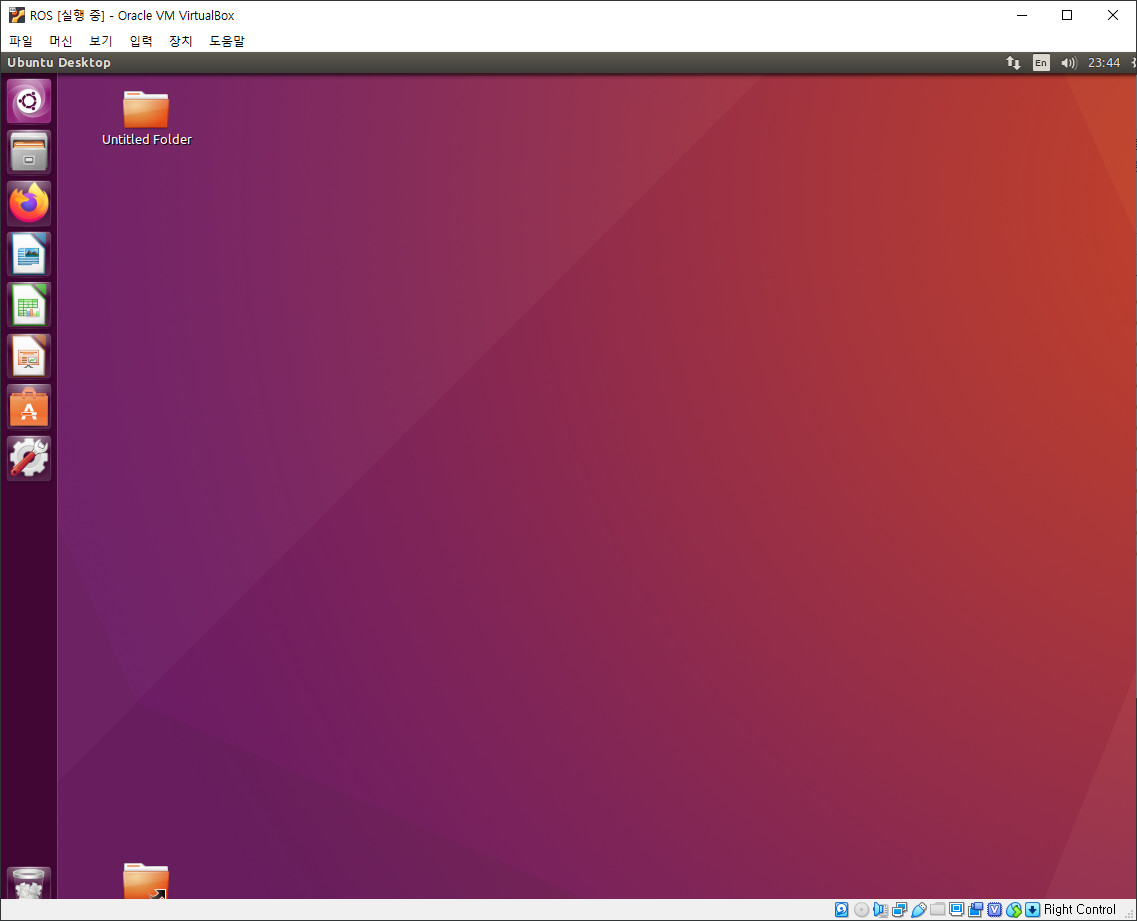 ROS [실행 중] - Oracle VM VirtualBox
파일 머신 보기 입력 장치 도움말
Ubuntu Desktop En 23:44
Untitled Folder
Right Control